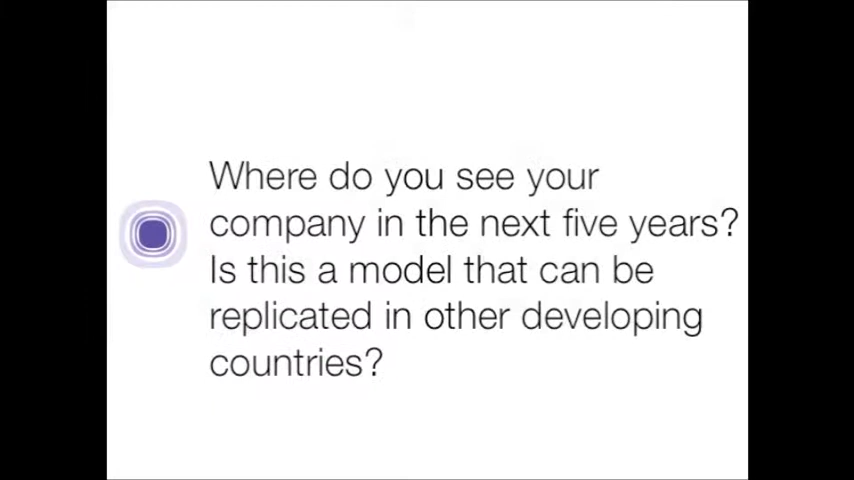 Where do you see your
company in the next five years?
Is this a model that can be
replicated in other developing
countries?